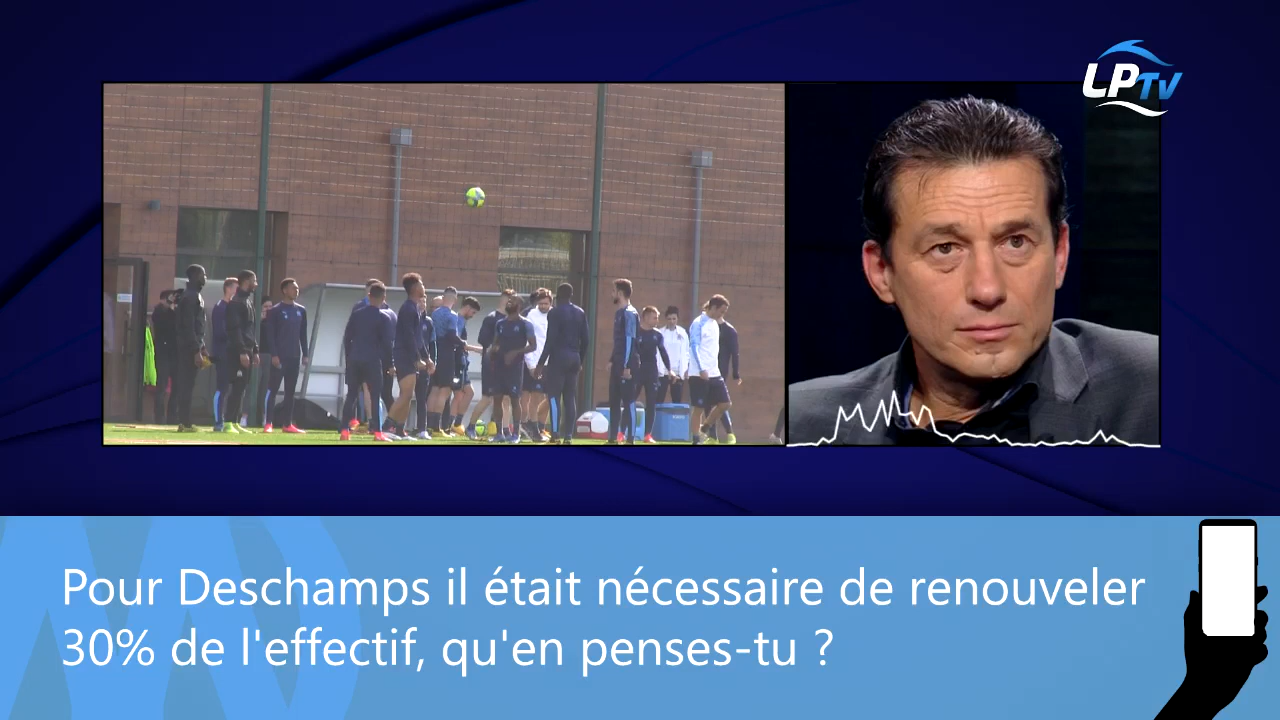 LPTV
Pour Deschamps il était nécessaire de renouveler
30% de l'effectif, qu'en penses-tu ?